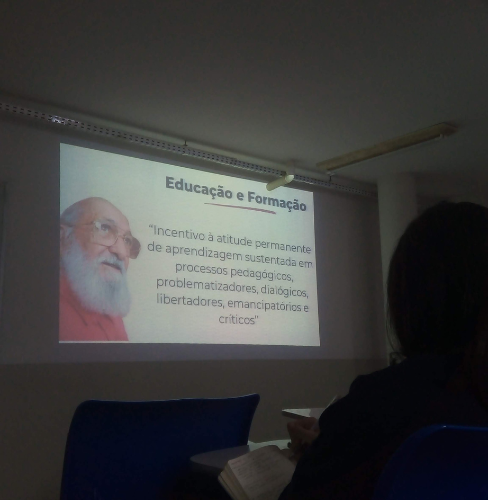 Educação e Formação
"Incentivo à atitude permanente
de aprendizagem sustentada em
processos pedagógicos,
problematizadores, dialógicos,
libertadores, emancipatórios e
críticos"